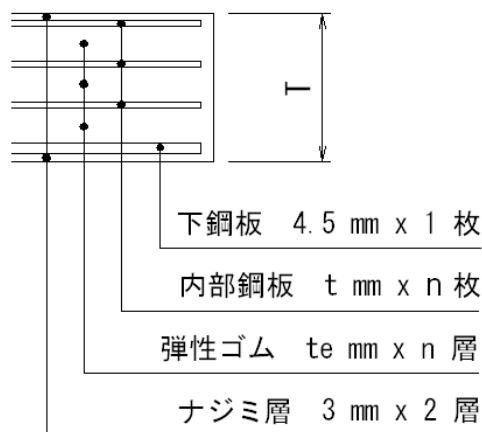 T
下鋼板 4.5 mm x 1 枚
内部鋼板 t mm x n 枚
弾性ゴム te mm x n 層
ナジミ層 3 mm x 2 層